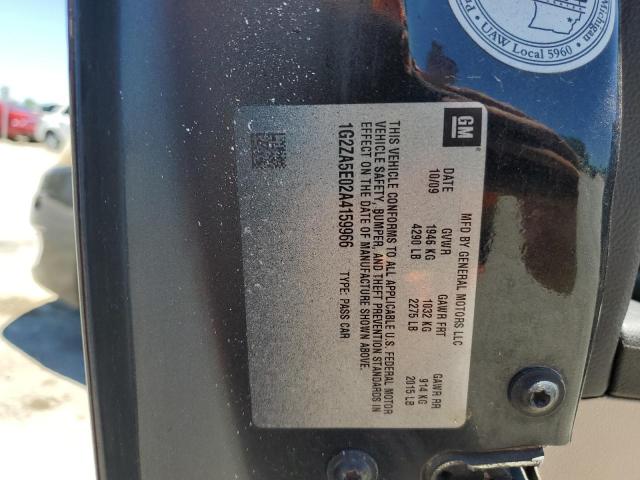 GM
MFD BY GENERAL MOTORS LLC
DATE GVWR GAWR FRT GAWR RR
10/09 1946 KG 1032 KG 914 KG
4290 LB 2275 LB 2015 LB
THIS VEHICLE CONFORMS TO ALL APPLICABLE U.S. FEDERAL MOTOR
VEHICLE SAFETY, BUMPER, AND THEFT PREVENTION STANDARDS IN
EFFECT ON THE DATE OF MANUFACTURE SHOWN ABOVE.
1G2ZA5E02A4159966 TYPE: PASS CAR
UAW Local 5960
Michigan